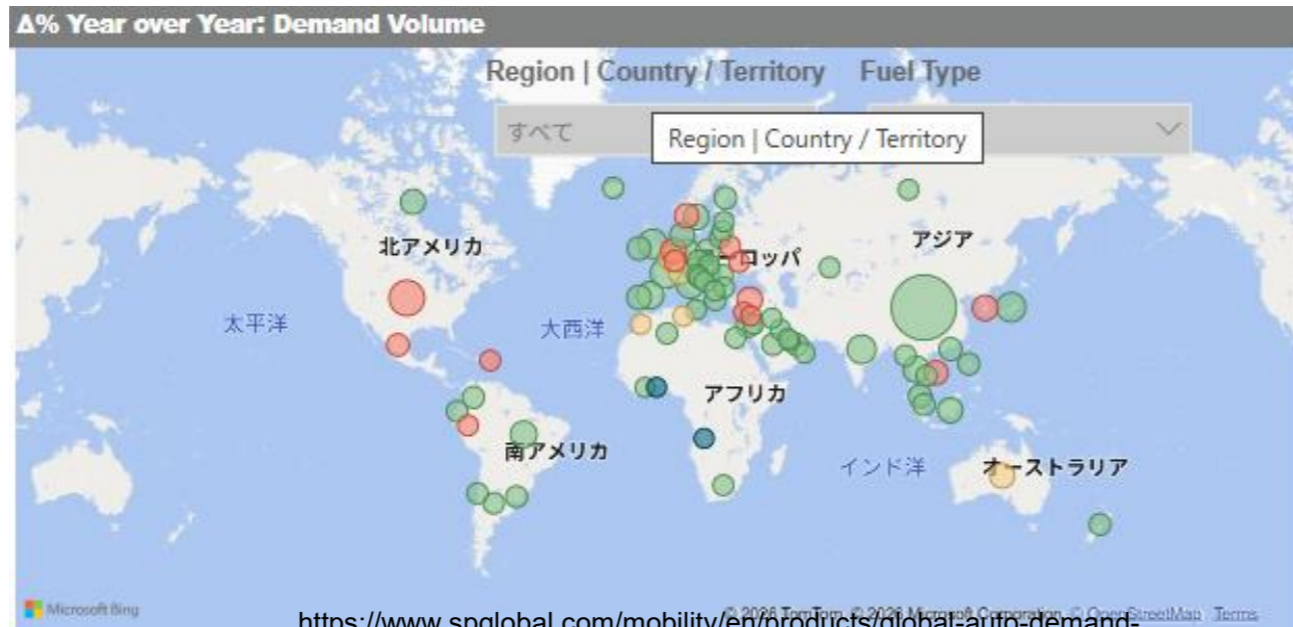 Δ% Year over Year: Demand Volume
Region | Country / Territory Fuel Type
すべて
Region | Country / Territory
北アメリカ
アジア
ーロッパ
太平洋
大西洋
アフリカ
南アメリカ
インド洋
オーストラリア
Microsoft Bing
© 2026 TomTom, © 2026 Microsoft Corporation, © OpenStreetMap Terms
https://www.spglobal.com/mobility/en/products/global-auto-demand-